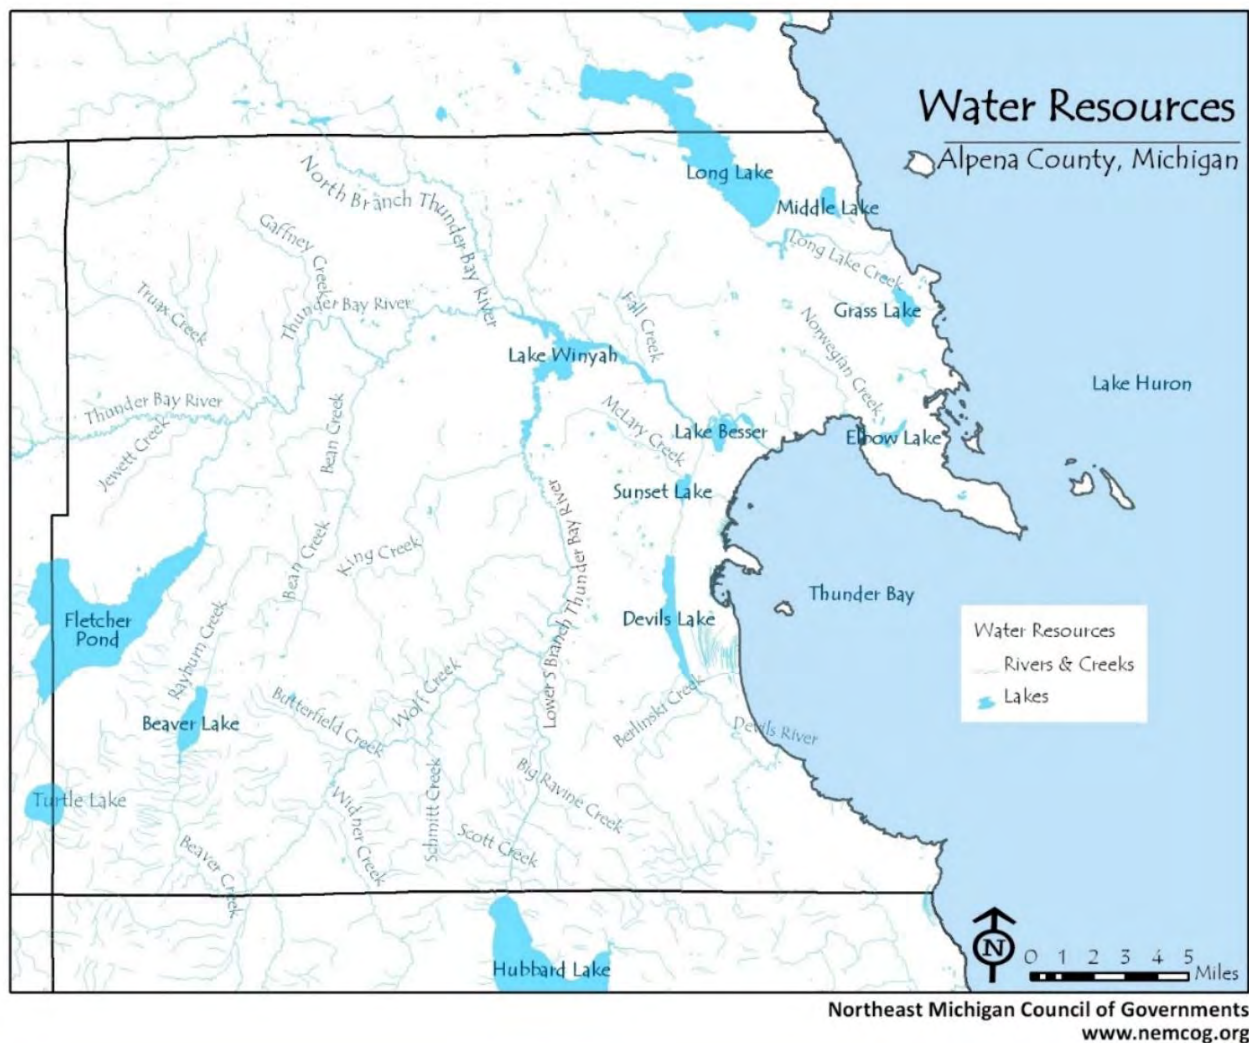 Water Resources
Alpena County, Michigan
Long Lake
Middle Lake
North Branch Thunder Bay River
Gaffney Creek
Long Lake Creek
Truax Creek
Thunder Bay River
Fall Creek
Grass Lake
Norwegian Creek
Lake Winyah
Lake Huron
Thunder Bay River
Bean Creek
McLary Creek
Lake Besser
Elbow Lake
Jewett Creek
Sunset Lake
Bean Creek
King Creek
Lower S Branch Thunder Bay River
Thunder Bay
Fletcher
Pond
Devils Lake
Rayburn Creek
Water Resources
Rivers & Creeks
Lakes
Beaver Lake
Butterfield Creek
Wolf Creek
Berlinski Creek
Devils River
Turtle Lake
Widner Creek
Schmitt Creek
Big Ravine Creek
Scott Creek
Beaver Creek
Hubbard Lake
N
0 1 2 3 4 5
Miles
Northeast Michigan Council of Governments
www.nemcog.org